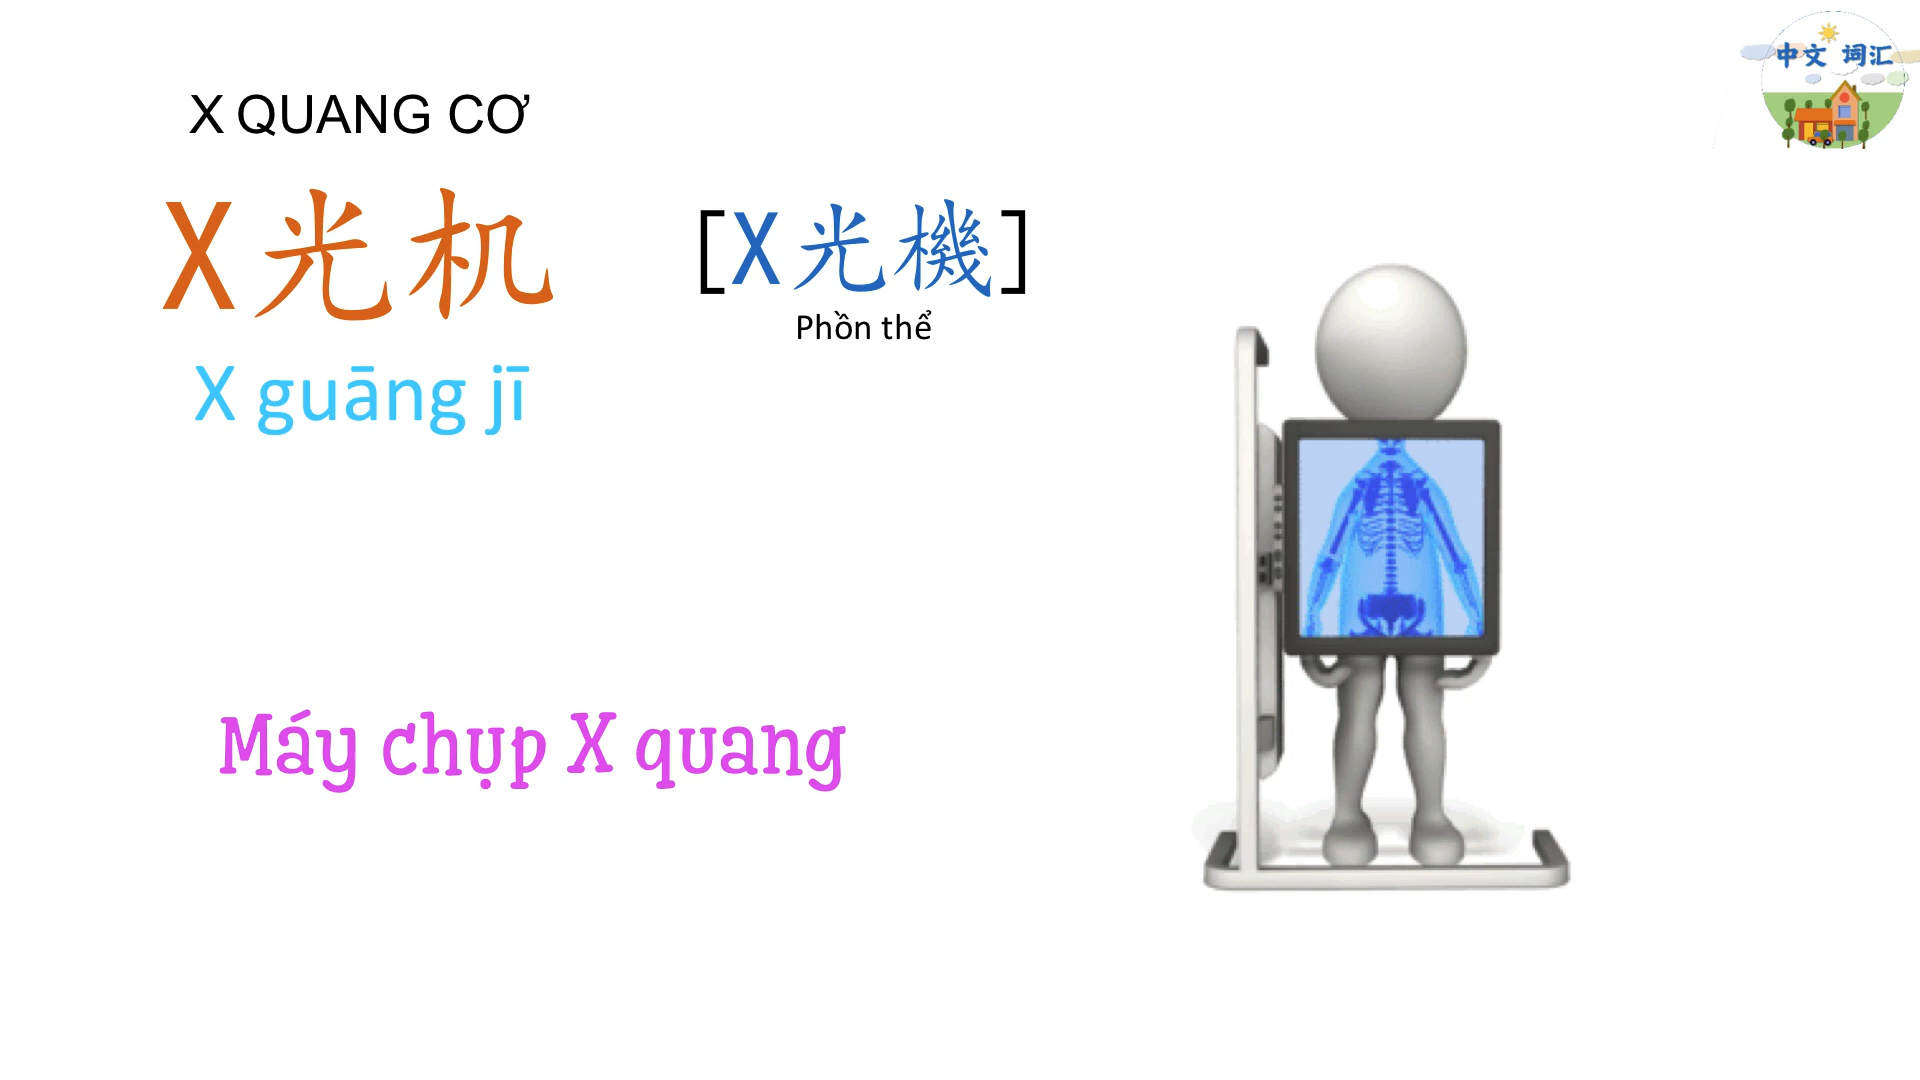 中文 词汇
X QUANG CƠ
X光机
[X光機]
Phồn thể
X guāng jī
Máy chụp X quang